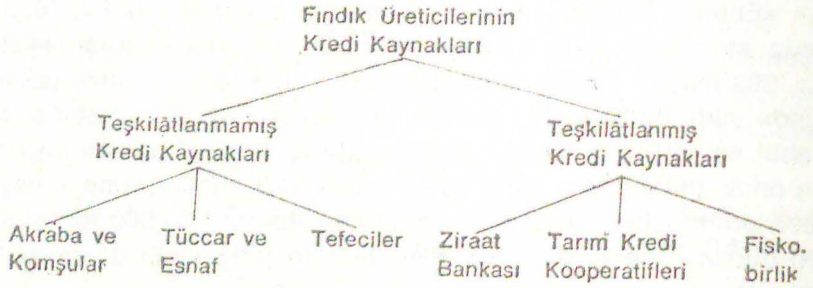 Fındık Üreticilerinin
Kredi Kaynakları
Teşkilâtlanmamış
Kredi Kaynakları
Teşkilâtlanmış
Kredi Kaynakları
Akraba ve
Komşular
Tüccar ve
Esnaf
Tefeciler
Ziraat
Bankası
Tarım Kredi
Kooperatifleri
Fisko.
birlik